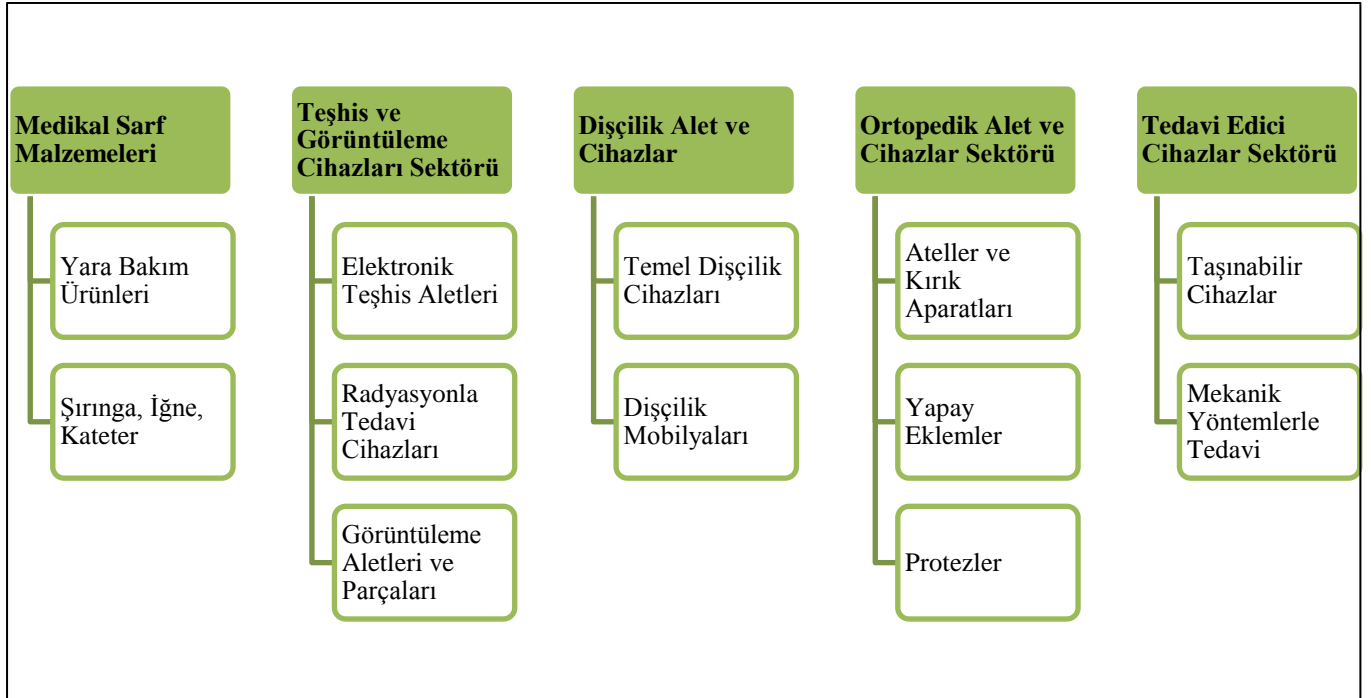 Medikal Sarf
Malzemeleri
Yara Bakım
Ürünleri
Şırınga, İğne,
Kateter
Teşhis ve
Görüntüleme
Cihazları Sektörü
Elektronik
Teşhis Aletleri
Radyasyonla
Tedavi
Cihazları
Görüntüleme
Aletleri ve
Parçaları
Dişçilik Alet ve
Cihazlar
Temel Dişçilik
Cihazları
Dişçilik
Mobilyaları
Ortopedik Alet ve
Cihazlar Sektörü
Ateller ve
Kırık
Aparatları
Yapay
Eklemler
Protezler
Tedavi Edici
Cihazlar Sektörü
Taşınabilir
Cihazlar
Mekanik
Yöntemlerle
Tedavi